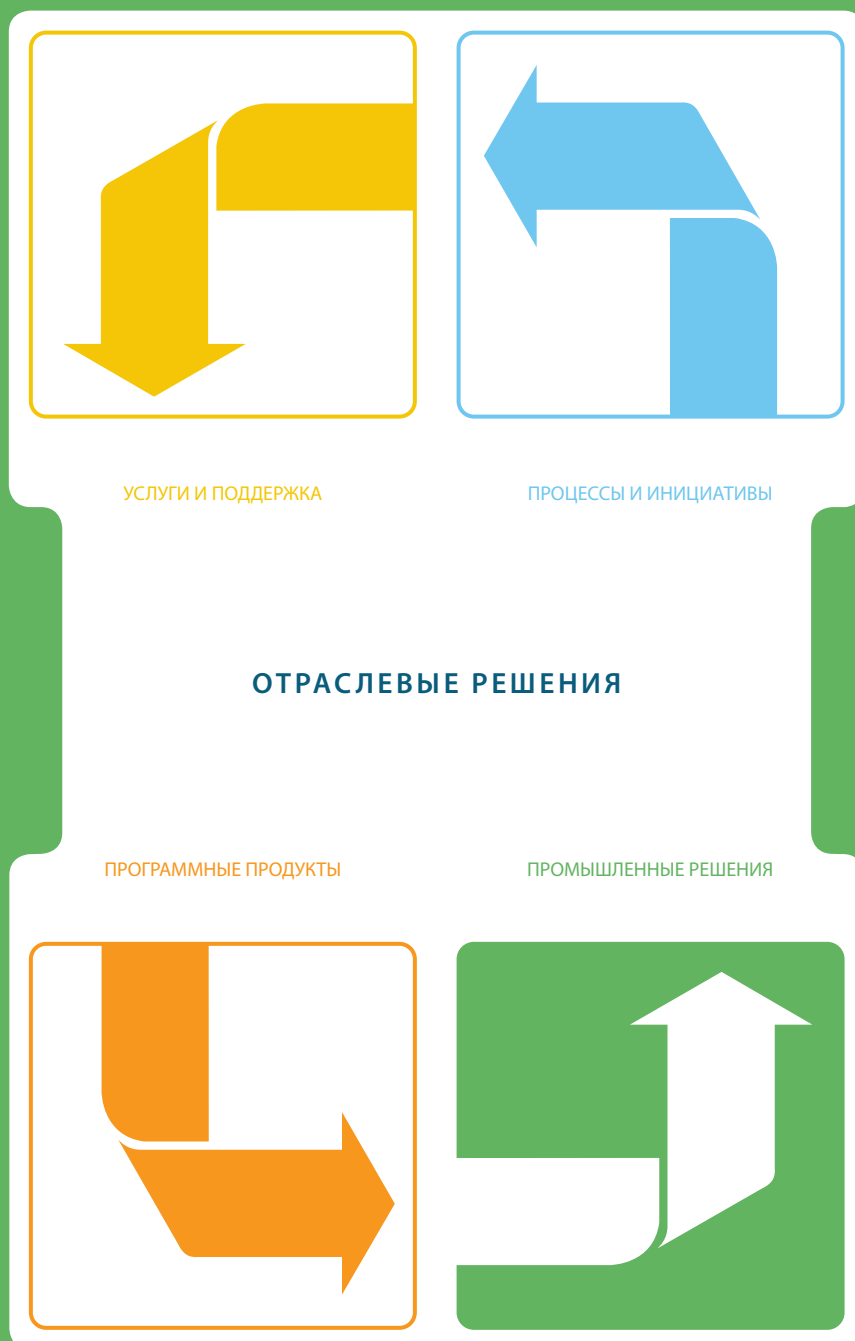 УСЛУГИ И ПОДДЕРЖКА
ПРОЦЕССЫ И ИНИЦИАТИВЫ
ОТРАСЛЕВЫЕ РЕШЕНИЯ
ПРОГРАММНЫЕ ПРОДУКТЫ
ПРОМЫШЛЕННЫЕ РЕШЕНИЯ